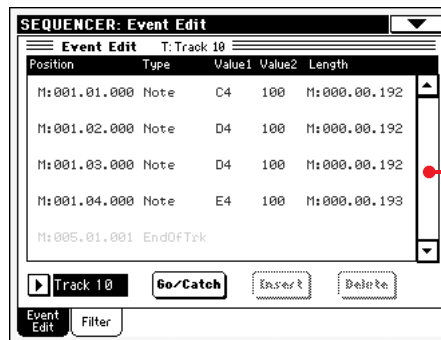 SEQUENCER: Event Edit
Event Edit T: Track 10
Position Type Value1 Value2 Length
M:001.01.000 Note C4 100 M:000.00.192
M:001.02.000 Note D4 100 M:000.00.192
M:001.03.000 Note D4 100 M:000.00.192
M:001.04.000 Note E4 100 M:000.00.193
M:005.01.001 EndOfTrk
Track 10 Go/Catch Insert Delete
Event Edit Filter